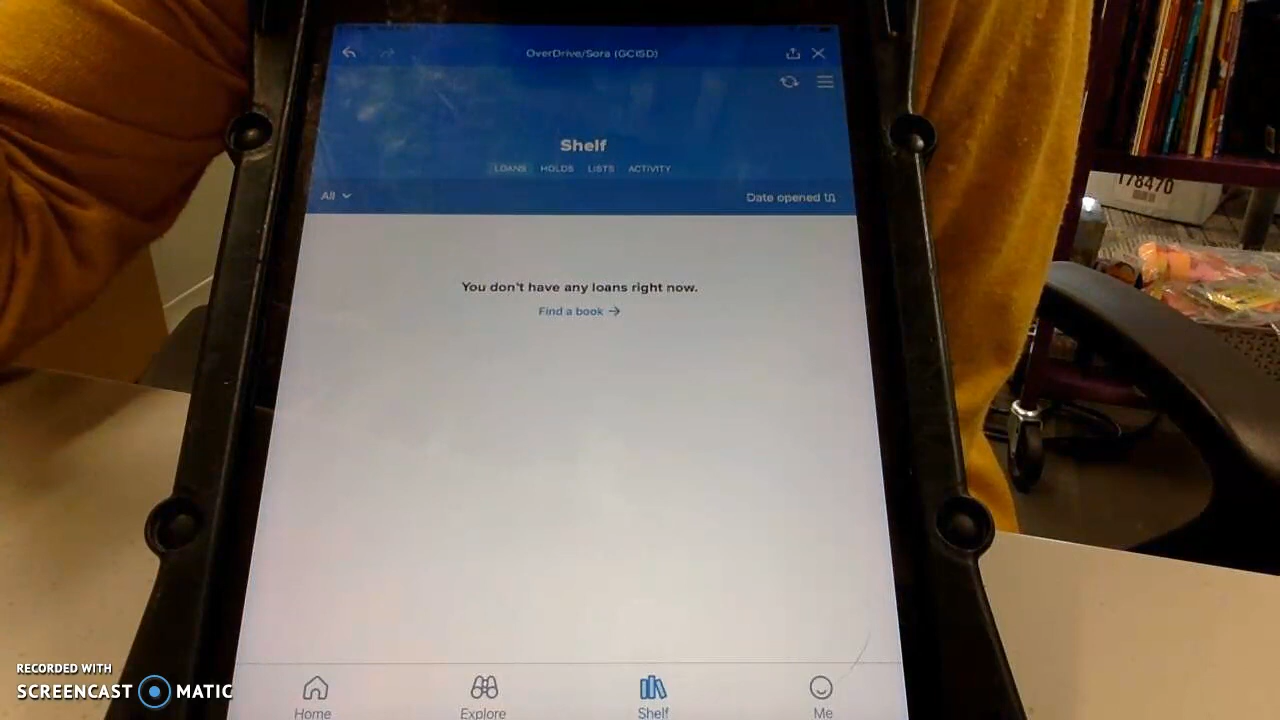 OverDrive/Sora (GCISD)
Shelf
LOANS HOLDS LISTS ACTIVITY
All
Date opened
You don't have any loans right now.
Find a book →
Home Explore Shelf Me
178470
RECORDED WITH
SCREENCAST MATIC